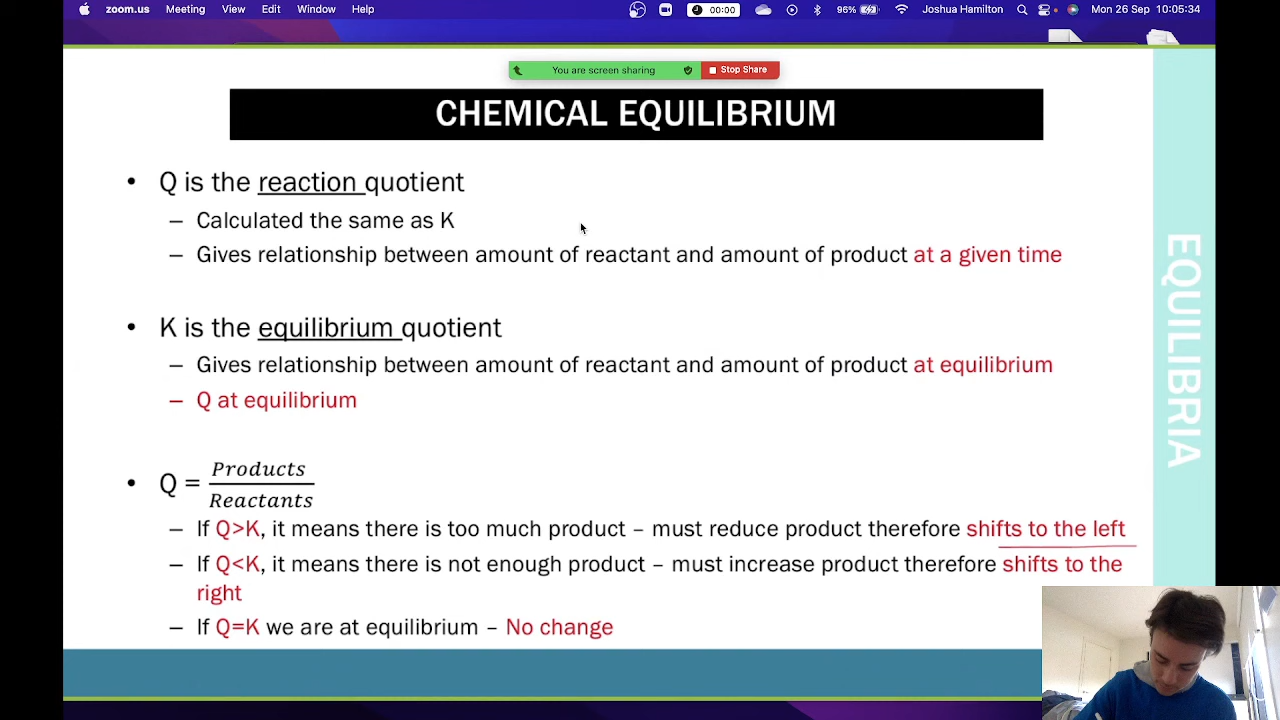 zoom.us Meeting View Edit Window Help 00:00 96% Joshua Hamilton Mon 26 Sep 10:05:34
You are screen sharing Stop Share
CHEMICAL EQUILIBRIUM
• Q is the reaction quotient
– Calculated the same as K
– Gives relationship between amount of reactant and amount of product at a given time
• K is the equilibrium quotient
– Gives relationship between amount of reactant and amount of product at equilibrium
– Q at equilibrium
• Q = Products / Reactants
– If Q>K, it means there is too much product – must reduce product therefore shifts to the left
– If Q<K, it means there is not enough product – must increase product therefore shifts to the
right
– If Q=K we are at equilibrium – No change
EQUILIBRIA